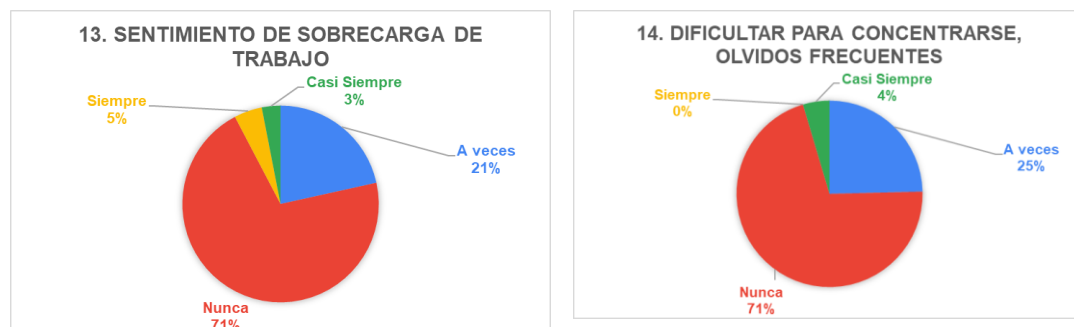 13. SENTIMIENTO DE SOBRECARGA DE
TRABAJO
Casi Siempre
3%
Siempre
5%
A veces
21%
Nunca
71%
14. DIFICULTAR PARA CONCENTRARSE,
OLVIDOS FRECUENTES
Casi Siempre
4%
Siempre
0%
A veces
25%
Nunca
71%